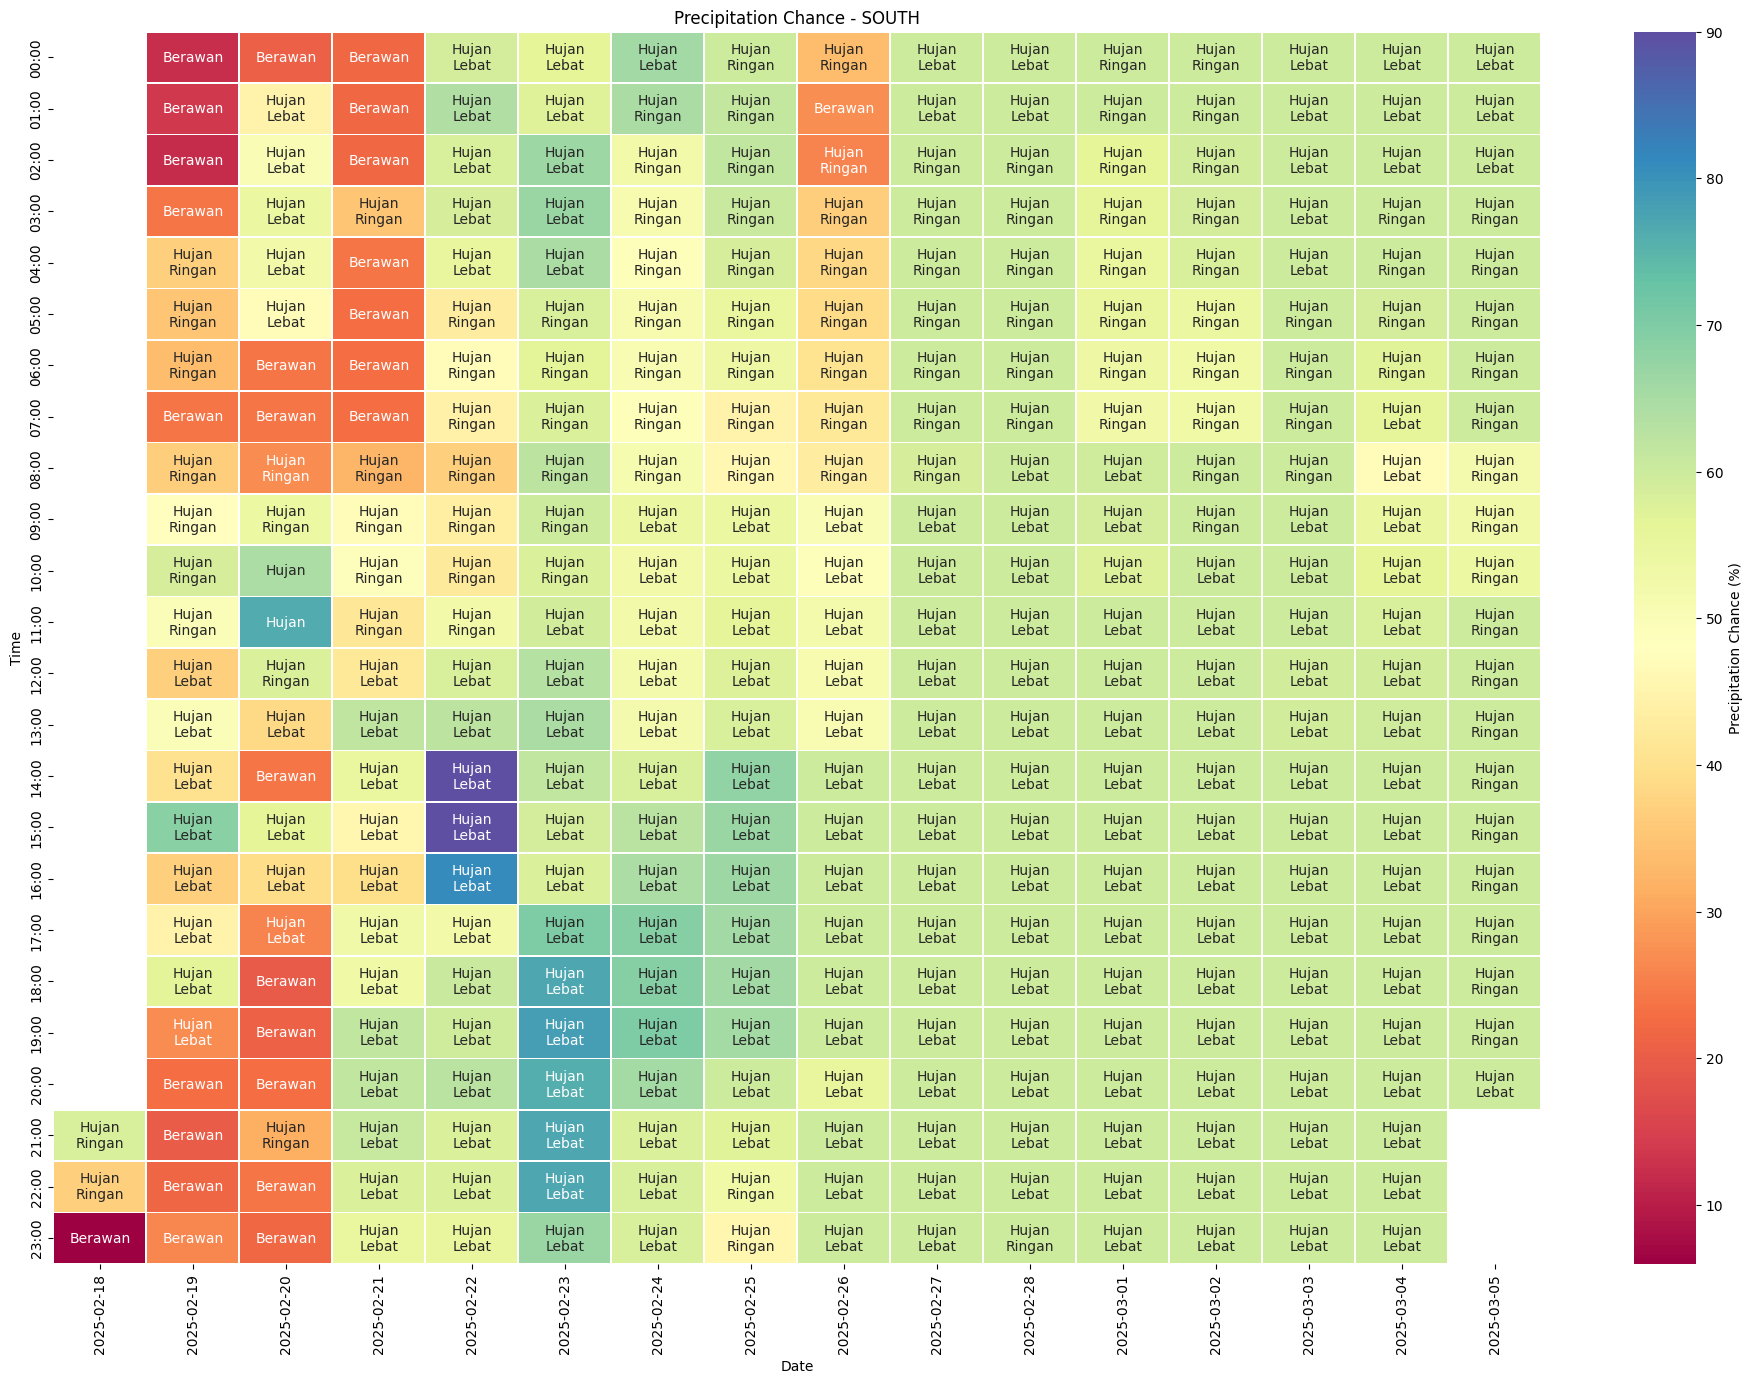 Precipitation Chance - SOUTH
00:00 Berawan Berawan Berawan Hujan Lebat Hujan Lebat Hujan Lebat Hujan Ringan Hujan Ringan Hujan Lebat Hujan Lebat Hujan Ringan Hujan Ringan Hujan Lebat Hujan Lebat Hujan Lebat
01:00 Berawan Hujan Lebat Berawan Hujan Lebat Hujan Lebat Hujan Ringan Hujan Ringan Berawan Hujan Lebat Hujan Lebat Hujan Ringan Hujan Ringan Hujan Lebat Hujan Lebat Hujan Lebat
02:00 Berawan Hujan Lebat Berawan Hujan Lebat Hujan Lebat Hujan Ringan Hujan Ringan Hujan Ringan Hujan Ringan Hujan Ringan Hujan Ringan Hujan Ringan Hujan Lebat Hujan Lebat Hujan Lebat
03:00 Berawan Hujan Lebat Hujan Ringan Hujan Lebat Hujan Lebat Hujan Ringan Hujan Ringan Hujan Ringan Hujan Ringan Hujan Ringan Hujan Ringan Hujan Ringan Hujan Lebat Hujan Ringan Hujan Ringan
04:00 Hujan Ringan Hujan Lebat Berawan Hujan Lebat Hujan Lebat Hujan Ringan Hujan Ringan Hujan Ringan Hujan Ringan Hujan Ringan Hujan Ringan Hujan Ringan Hujan Lebat Hujan Ringan Hujan Ringan
05:00 Hujan Ringan Hujan Lebat Berawan Hujan Ringan Hujan Ringan Hujan Ringan Hujan Ringan Hujan Ringan Hujan Ringan Hujan Ringan Hujan Ringan Hujan Ringan Hujan Ringan Hujan Ringan Hujan Ringan
06:00 Hujan Ringan Berawan Berawan Hujan Ringan Hujan Ringan Hujan Ringan Hujan Ringan Hujan Ringan Hujan Ringan Hujan Ringan Hujan Ringan Hujan Ringan Hujan Ringan Hujan Ringan Hujan Ringan
07:00 Berawan Berawan Berawan Hujan Ringan Hujan Ringan Hujan Ringan Hujan Ringan Hujan Ringan Hujan Ringan Hujan Ringan Hujan Ringan Hujan Ringan Hujan Ringan Hujan Lebat Hujan Ringan
08:00 Hujan Ringan Hujan Ringan Hujan Ringan Hujan Ringan Hujan Ringan Hujan Ringan Hujan Ringan Hujan Ringan Hujan Ringan Hujan Lebat Hujan Lebat Hujan Ringan Hujan Ringan Hujan Lebat Hujan Ringan
09:00 Hujan Ringan Hujan Ringan Hujan Ringan Hujan Ringan Hujan Ringan Hujan Lebat Hujan Lebat Hujan Lebat Hujan Lebat Hujan Lebat Hujan Lebat Hujan Ringan Hujan Lebat Hujan Lebat Hujan Ringan
10:00 Hujan Ringan Hujan Hujan Ringan Hujan Ringan Hujan Ringan Hujan Lebat Hujan Lebat Hujan Lebat Hujan Lebat Hujan Lebat Hujan Lebat Hujan Lebat Hujan Lebat Hujan Lebat Hujan Ringan
11:00 Hujan Ringan Hujan Hujan Ringan Hujan Ringan Hujan Lebat Hujan Lebat Hujan Lebat Hujan Lebat Hujan Lebat Hujan Lebat Hujan Lebat Hujan Lebat Hujan Lebat Hujan Lebat Hujan Ringan
12:00 Hujan Lebat Hujan Ringan Hujan Lebat Hujan Lebat Hujan Lebat Hujan Lebat Hujan Lebat Hujan Lebat Hujan Lebat Hujan Lebat Hujan Lebat Hujan Lebat Hujan Lebat Hujan Lebat Hujan Ringan
13:00 Hujan Lebat Hujan Lebat Hujan Lebat Hujan Lebat Hujan Lebat Hujan Lebat Hujan Lebat Hujan Lebat Hujan Lebat Hujan Lebat Hujan Lebat Hujan Lebat Hujan Lebat Hujan Lebat Hujan Ringan
14:00 Hujan Lebat Berawan Hujan Lebat Hujan Lebat Hujan Lebat Hujan Lebat Hujan Lebat Hujan Lebat Hujan Lebat Hujan Lebat Hujan Lebat Hujan Lebat Hujan Lebat Hujan Lebat Hujan Ringan
15:00 Hujan Lebat Hujan Lebat Hujan Lebat Hujan Lebat Hujan Lebat Hujan Lebat Hujan Lebat Hujan Lebat Hujan Lebat Hujan Lebat Hujan Lebat Hujan Lebat Hujan Lebat Hujan Lebat Hujan Ringan
16:00 Hujan Lebat Hujan Lebat Hujan Lebat Hujan Lebat Hujan Lebat Hujan Lebat Hujan Lebat Hujan Lebat Hujan Lebat Hujan Lebat Hujan Lebat Hujan Lebat Hujan Lebat Hujan Lebat Hujan Ringan
17:00 Hujan Lebat Hujan Lebat Hujan Lebat Hujan Lebat Hujan Lebat Hujan Lebat Hujan Lebat Hujan Lebat Hujan Lebat Hujan Lebat Hujan Lebat Hujan Lebat Hujan Lebat Hujan Lebat Hujan Ringan
18:00 Hujan Lebat Berawan Hujan Lebat Hujan Lebat Hujan Lebat Hujan Lebat Hujan Lebat Hujan Lebat Hujan Lebat Hujan Lebat Hujan Lebat Hujan Lebat Hujan Lebat Hujan Lebat Hujan Ringan
19:00 Hujan Lebat Berawan Hujan Lebat Hujan Lebat Hujan Lebat Hujan Lebat Hujan Lebat Hujan Lebat Hujan Lebat Hujan Lebat Hujan Lebat Hujan Lebat Hujan Lebat Hujan Lebat Hujan Ringan
20:00 Berawan Berawan Hujan Lebat Hujan Lebat Hujan Lebat Hujan Lebat Hujan Lebat Hujan Lebat Hujan Lebat Hujan Lebat Hujan Lebat Hujan Lebat Hujan Lebat Hujan Lebat Hujan Lebat
21:00 Hujan Ringan Berawan Hujan Ringan Hujan Lebat Hujan Lebat Hujan Lebat Hujan Lebat Hujan Lebat Hujan Lebat Hujan Lebat Hujan Lebat Hujan Lebat Hujan Lebat Hujan Lebat Hujan Lebat
22:00 Hujan Ringan Berawan Berawan Hujan Lebat Hujan Lebat Hujan Lebat Hujan Lebat Hujan Ringan Hujan Lebat Hujan Lebat Hujan Lebat Hujan Lebat Hujan Lebat Hujan Lebat Hujan Lebat
23:00 Berawan Berawan Berawan Hujan Lebat Hujan Lebat Hujan Lebat Hujan Lebat Hujan Ringan Hujan Lebat Hujan Lebat Hujan Ringan Hujan Lebat Hujan Lebat Hujan Lebat Hujan Lebat
Time
2025-02-18 2025-02-19 2025-02-20 2025-02-21 2025-02-22 2025-02-23 2025-02-24 2025-02-25 2025-02-26 2025-02-27 2025-02-28 2025-03-01 2025-03-02 2025-03-03 2025-03-04 2025-03-05
Date
90
80
70
60
50
40
30
20
10
Precipitation Chance (%)